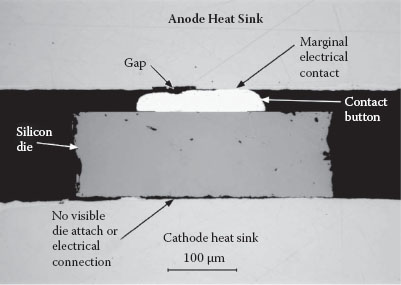 Anode Heat Sink
Gap
Marginal
electrical
contact
Contact
button
Silicon
die
No visible
die attach or
electrical
connection
Cathode heat sink
100 μm